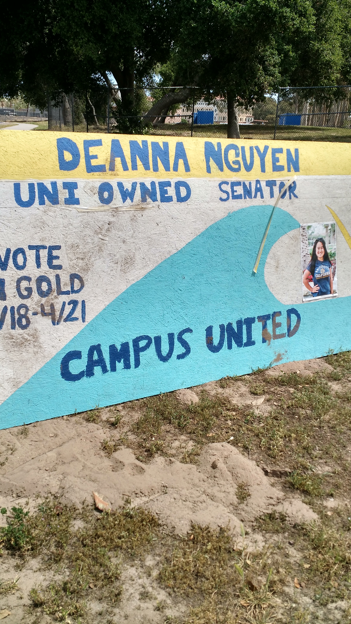 DEANNA NGUYEN
UNI OWNED SENATOR
VOTE
GOLD
/18-4/21
CAMPUS UNITED